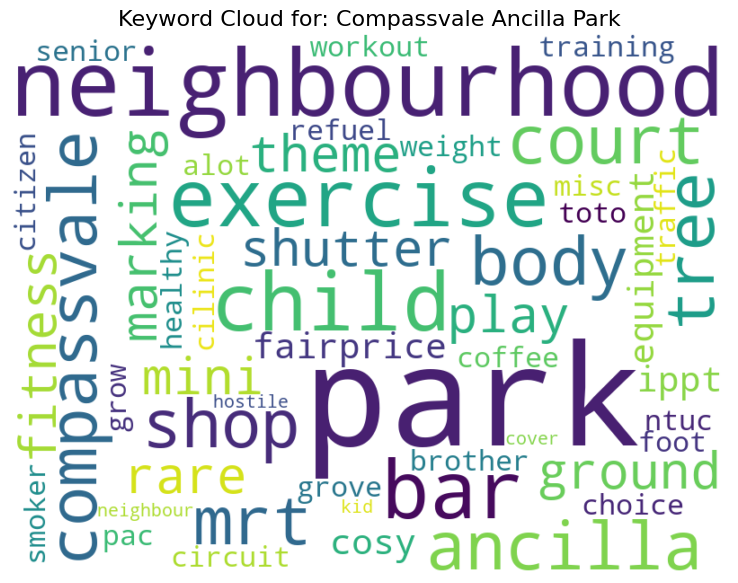 Keyword Cloud for: Compassvale Ancilla Park
senior
workout
training
neighbourhood
refuel
court
citizen
compassvale
marking
alot
theme
weight
exercise
misc
toto
traffic
tree
equipment
healthy
cilinic
shutter
body
fitness
child
play
fairprice
coffee
grow
mini
park
ippt
shop
hostile
ntuc
foot
cover
smoker
rare
brother
ground
neighbour
grove
kid
bar
choice
pac
mrt
circuit
cosy
ancilla